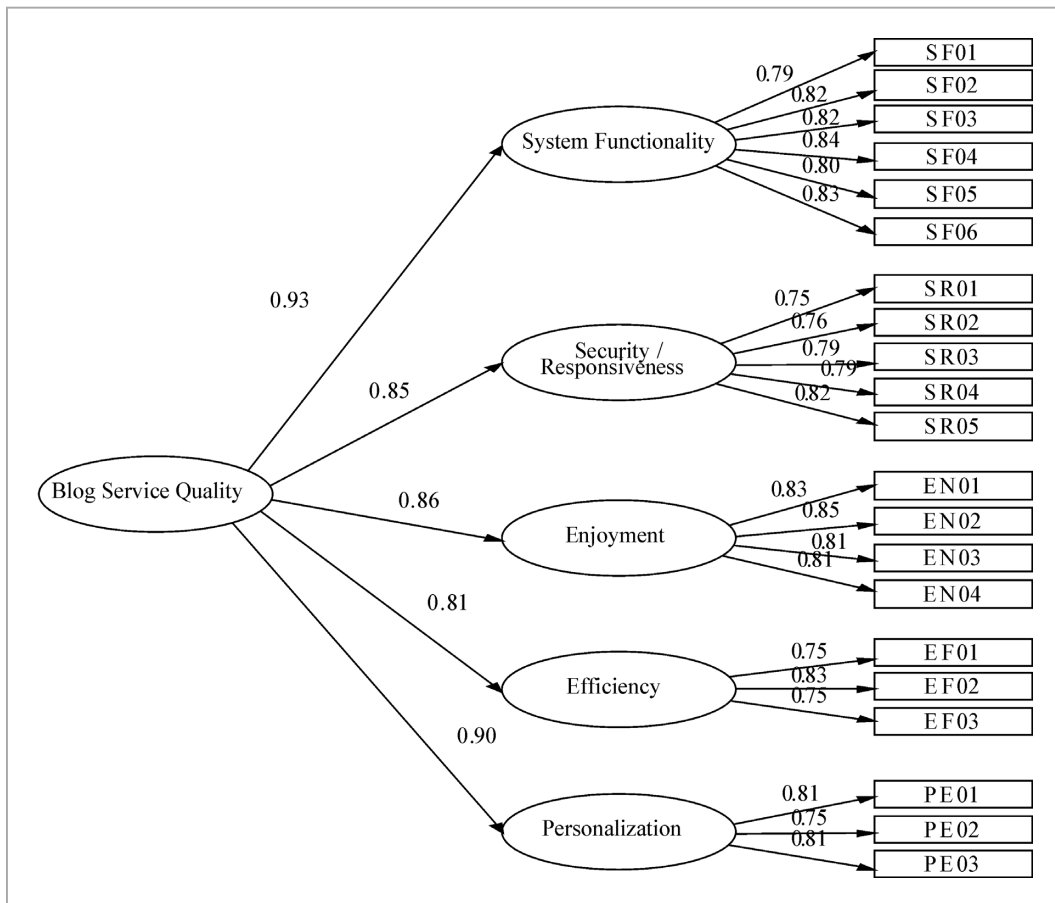 SF01
0.79
SF02
0.82
SF03
0.82
System Functionality
0.84
SF04
0.80
SF05
0.83
SF06
0.93
SR01
0.75
SR02
0.76
Security /
Responsiveness
0.79
SR03
0.79
SR04
0.82
SR05
0.85
Blog Service Quality
EN01
0.83
EN02
0.85
0.86
Enjoyment
0.81
EN03
0.81
EN04
0.81
EF01
0.75
0.83
EF02
Efficiency
0.75
EF03
0.90
PE01
0.81
0.75
PE02
Personalization
0.81
PE03